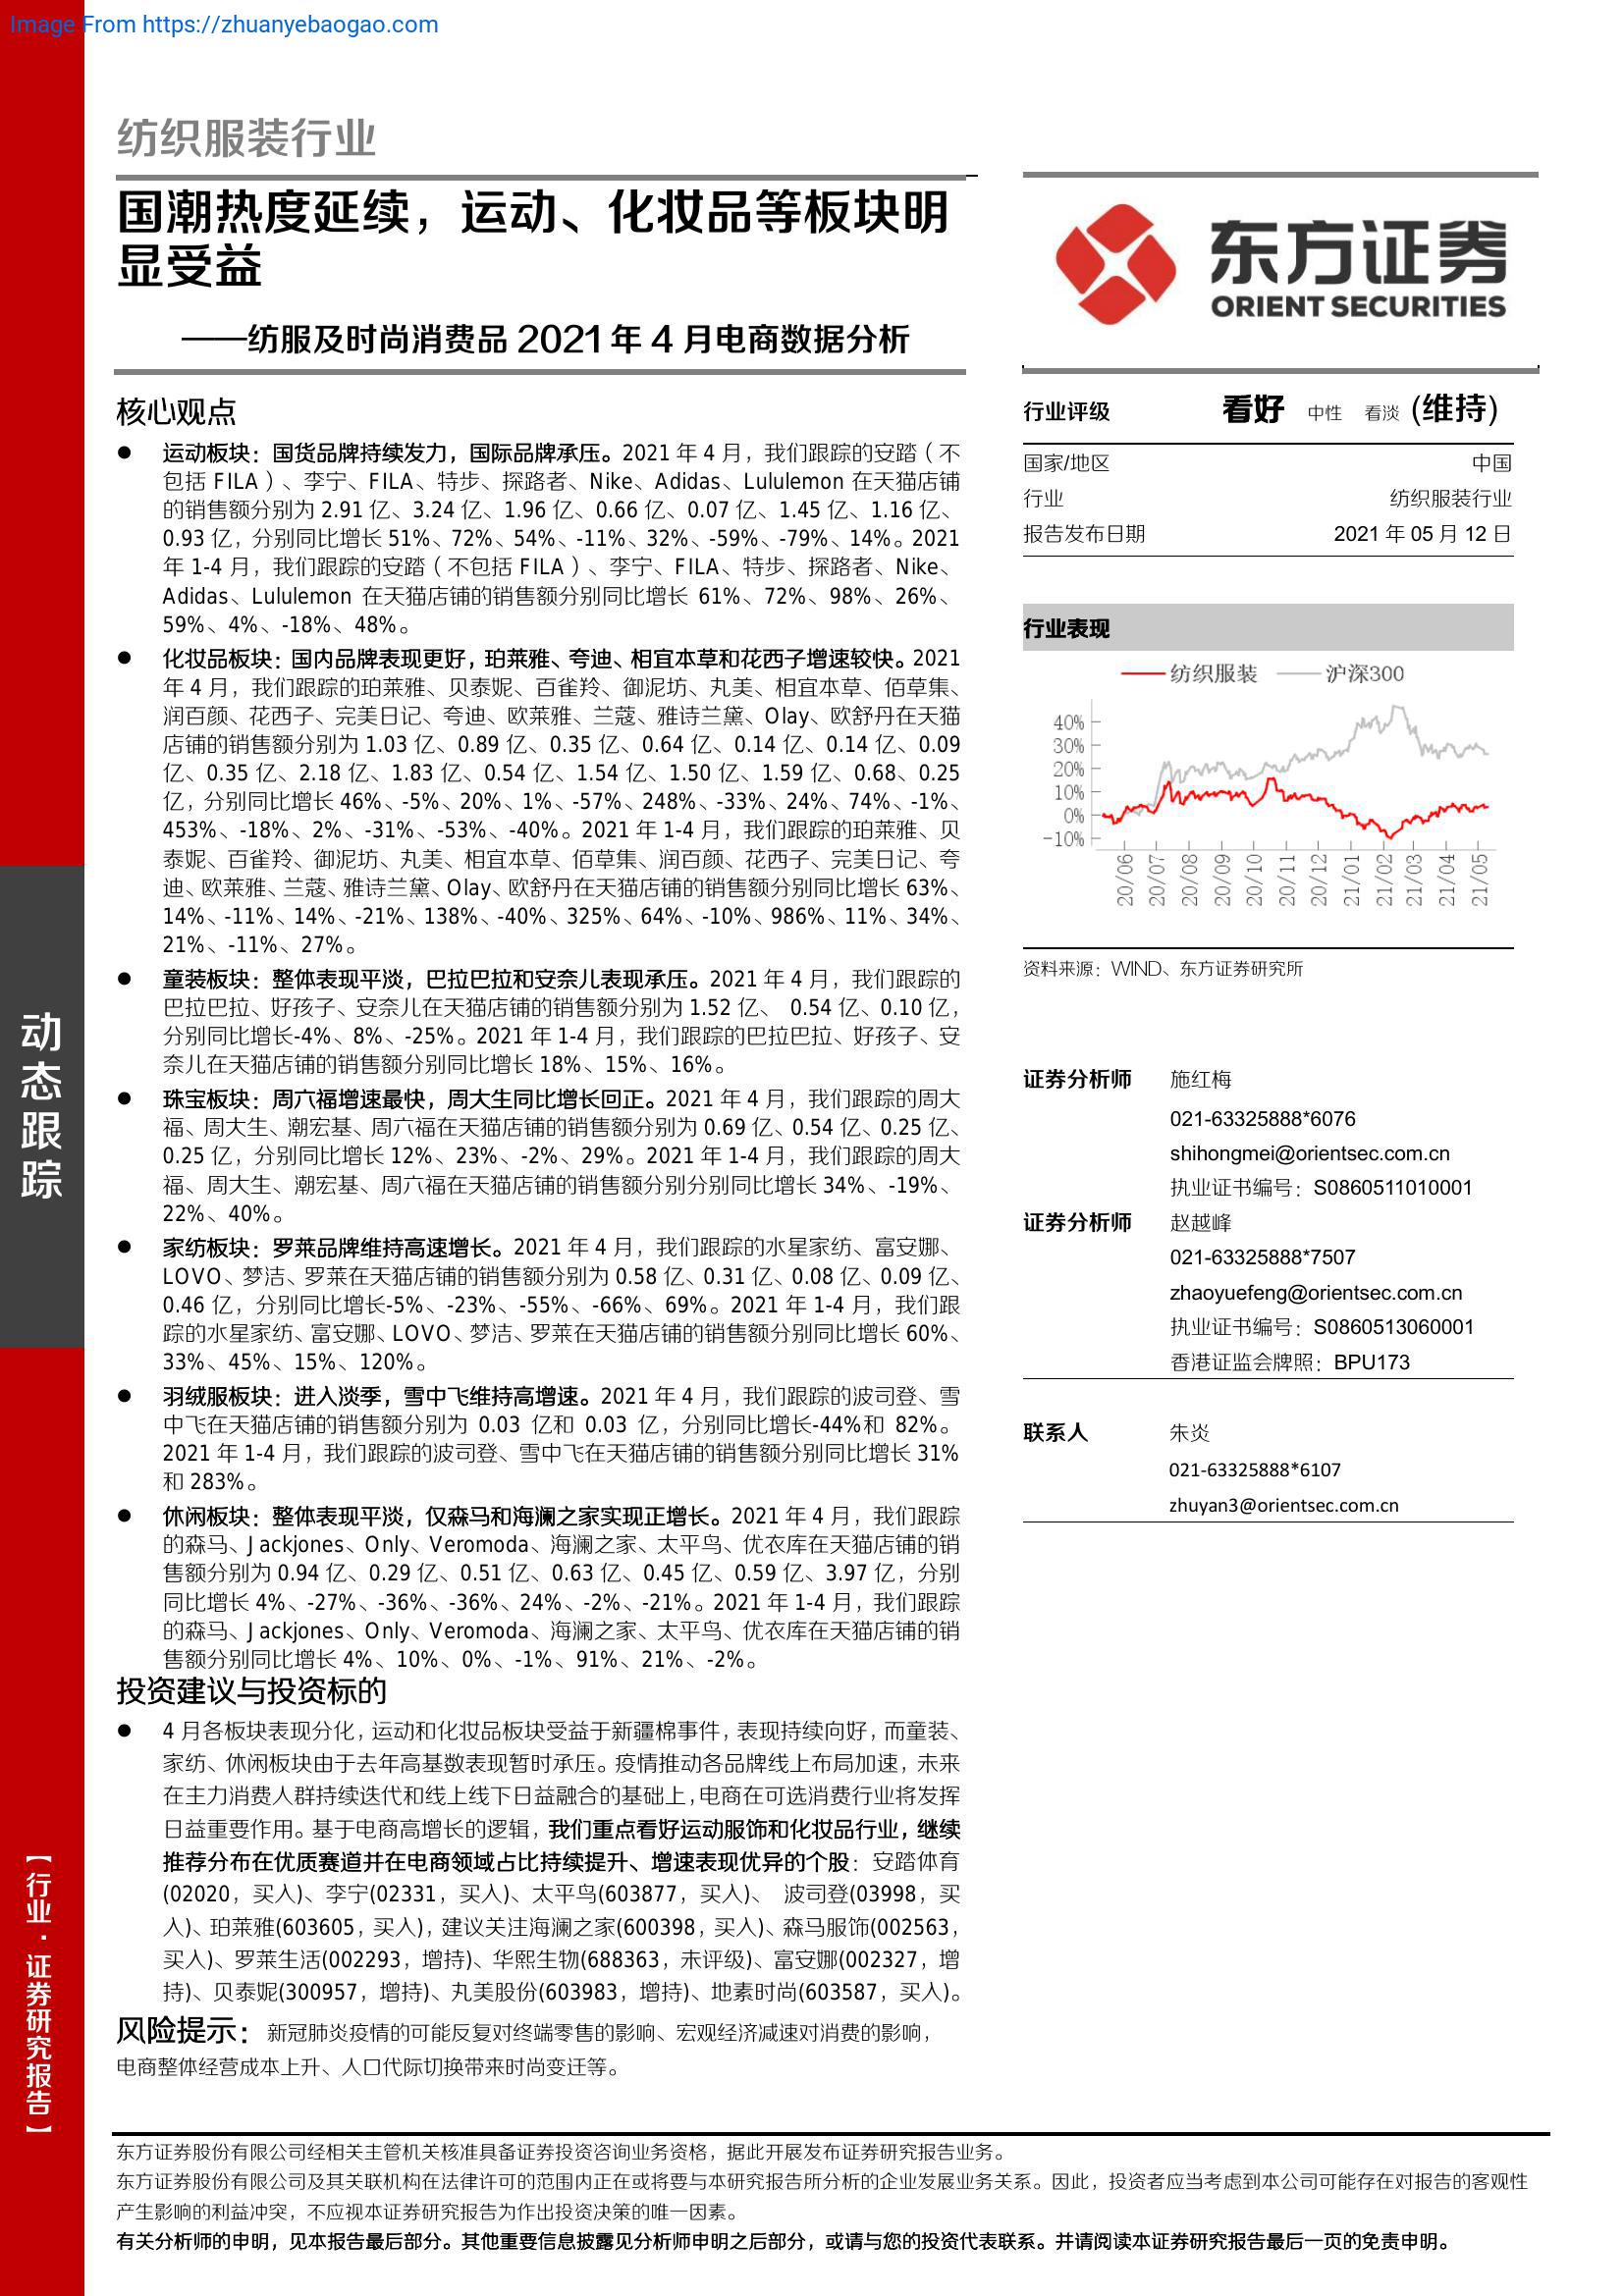 Image From https://zhuanyebaogao.com
纺织服装行业
国潮热度延续，运动、化妆品等板块明
显受益
——纺服及时尚消费品 2021 年 4 月电商数据分析
核心观点
● 运动板块：国货品牌持续发力，国际品牌承压。2021 年 4 月，我们跟踪的安踏（不
包括 FILA）、李宁、FILA、特步、探路者、Nike、Adidas、Lululemon 在天猫店铺
的销售额分别为 2.91 亿、3.24 亿、1.96 亿、0.66 亿、0.07 亿、1.45 亿、1.16 亿、
0.93 亿，分别同比增长 51%、72%、54%、-11%、32%、-59%、-79%、14%。2021
年 1-4 月，我们跟踪的安踏（不包括 FILA）、李宁、FILA、特步、探路者、Nike、
Adidas、Lululemon 在天猫店铺的销售额分别同比增长 61%、72%、98%、26%、
59%、4%、-18%、48%。
● 化妆品板块：国内品牌表现更好，珀莱雅、夸迪、相宜本草和花西子增速较快。2021
年 4 月，我们跟踪的珀莱雅、贝泰妮、百雀羚、御泥坊、丸美、相宜本草、佰草集、
润百颜、花西子、完美日记、夸迪、欧莱雅、兰蔻、雅诗兰黛、Olay、欧舒丹在天猫
店铺的销售额分别为 1.03 亿、0.89 亿、0.35 亿、0.64 亿、0.14 亿、0.14 亿、0.09
亿、0.35 亿、2.18 亿、1.83 亿、0.54 亿、1.54 亿、1.50 亿、1.59 亿、0.68、0.25
亿，分别同比增长 46%、-5%、20%、1%、-57%、248%、-33%、24%、74%、-1%、
453%、-18%、2%、-31%、-53%、-40%。2021 年 1-4 月，我们跟踪的珀莱雅、贝
泰妮、百雀羚、御泥坊、丸美、相宜本草、佰草集、润百颜、花西子、完美日记、夸
迪、欧莱雅、兰蔻、雅诗兰黛、Olay、欧舒丹在天猫店铺的销售额分别同比增长 63%、
14%、-11%、14%、-21%、138%、-40%、325%、64%、-10%、986%、11%、34%、
21%、-11%、27%。
● 童装板块：整体表现平淡，巴拉巴拉和安奈儿表现承压。2021 年 4 月，我们跟踪的
巴拉巴拉、好孩子、安奈儿在天猫店铺的销售额分别为 1.52 亿、 0.54 亿、0.10 亿，
分别同比增长-4%、8%、-25%。2021 年 1-4 月，我们跟踪的巴拉巴拉、好孩子、安
奈儿在天猫店铺的销售额分别同比增长 18%、15%、16%。
● 珠宝板块：周六福增速最快，周大生同比增长回正。2021 年 4 月，我们跟踪的周大
福、周大生、潮宏基、周六福在天猫店铺的销售额分别为 0.69 亿、0.54 亿、0.25 亿、
0.25 亿，分别同比增长 12%、23%、-2%、29%。2021 年 1-4 月，我们跟踪的周大
福、周大生、潮宏基、周六福在天猫店铺的销售额分别分别同比增长 34%、-19%、
22%、40%。
● 家纺板块：罗莱品牌维持高速增长。2021 年 4 月，我们跟踪的水星家纺、富安娜、
LOVO、梦洁、罗莱在天猫店铺的销售额分别为 0.58 亿、0.31 亿、0.08 亿、0.09 亿、
0.46 亿，分别同比增长-5%、-23%、-55%、-66%、69%。2021 年 1-4 月，我们跟
踪的水星家纺、富安娜、LOVO、梦洁、罗莱在天猫店铺的销售额分别同比增长 60%、
33%、45%、15%、120%。
● 羽绒服板块：进入淡季，雪中飞维持高增速。2021 年 4 月，我们跟踪的波司登、雪
中飞在天猫店铺的销售额分别为 0.03 亿和 0.03 亿，分别同比增长-44%和 82%。
2021 年 1-4 月，我们跟踪的波司登、雪中飞在天猫店铺的销售额分别同比增长 31%
和 283%。
● 休闲板块：整体表现平淡，仅森马和海澜之家实现正增长。2021 年 4 月，我们跟踪
的森马、Jackjones、Only、Veromoda、海澜之家、太平鸟、优衣库在天猫店铺的销
售额分别为 0.94 亿、0.29 亿、0.51 亿、0.63 亿、0.45 亿、0.59 亿、3.97 亿，分别
同比增长 4%、-27%、-36%、-36%、24%、-2%、-21%。2021 年 1-4 月，我们跟踪
的森马、Jackjones、Only、Veromoda、海澜之家、太平鸟、优衣库在天猫店铺的销
售额分别同比增长 4%、10%、0%、-1%、91%、21%、-2%。
投资建议与投资标的
● 4 月各板块表现分化，运动和化妆品板块受益于新疆棉事件，表现持续向好，而童装、
家纺、休闲板块由于去年高基数表现暂时承压。疫情推动各品牌线上布局加速，未来
在主力消费人群持续迭代和线上线下日益融合的基础上，电商在可选消费行业将发挥
日益重要作用。基于电商高增长的逻辑，我们重点看好运动服饰和化妆品行业，继续
推荐分布在优质赛道并在电商领域占比持续提升、增速表现优异的个股：安踏体育
(02020，买入)、李宁(02331，买入)、太平鸟(603877，买入)、 波司登(03998，买
入)、珀莱雅(603605，买入)，建议关注海澜之家(600398，买入)、森马服饰(002563，
买入)、罗莱生活(002293，增持)、华熙生物(688363，未评级)、富安娜(002327，增
持)、贝泰妮(300957，增持)、丸美股份(603983，增持)、地素时尚(603587，买入)。
风险提示：新冠肺炎疫情的可能反复对终端零售的影响、宏观经济减速对消费的影响，
电商整体经营成本上升、人口代际切换带来时尚变迁等。
东方证券
ORIENT SECURITIES
行业评级 看好 中性 看淡 (维持)
国家/地区 中国
行业 纺织服装行业
报告发布日期 2021 年 05 月 12 日
行业表现
纺织服装 沪深300
40%
30%
20%
10%
0%
-10%
20/06 20/07 20/08 20/09 20/10 20/11 20/12 21/01 21/02 21/03 21/04 21/05
资料来源：WIND、东方证券研究所
证券分析师 施红梅
021-63325888*6076
shihongmei@orientsec.com.cn
执业证书编号：S0860511010001
证券分析师 赵越峰
021-63325888*7507
zhaoyuefeng@orientsec.com.cn
执业证书编号：S0860513060001
香港证监会牌照：BPU173
联系人 朱炎
021-63325888*6107
zhuyan3@orientsec.com.cn
动态跟踪
【行业·证券研究报告】
东方证券股份有限公司经相关主管机关核准具备证券投资咨询业务资格，据此开展发布证券研究报告业务。
东方证券股份有限公司及其关联机构在法律许可的范围内正在或将要与本研究报告所分析的企业发展业务关系。因此，投资者应当考虑到本公司可能存在对报告的客观性
产生影响的利益冲突，不应视本证券研究报告为作出投资决策的唯一因素。
有关分析师的申明，见本报告最后部分。其他重要信息披露见分析师申明之后部分，或请与您的投资代表联系。并请阅读本证券研究报告最后一页的免责申明。